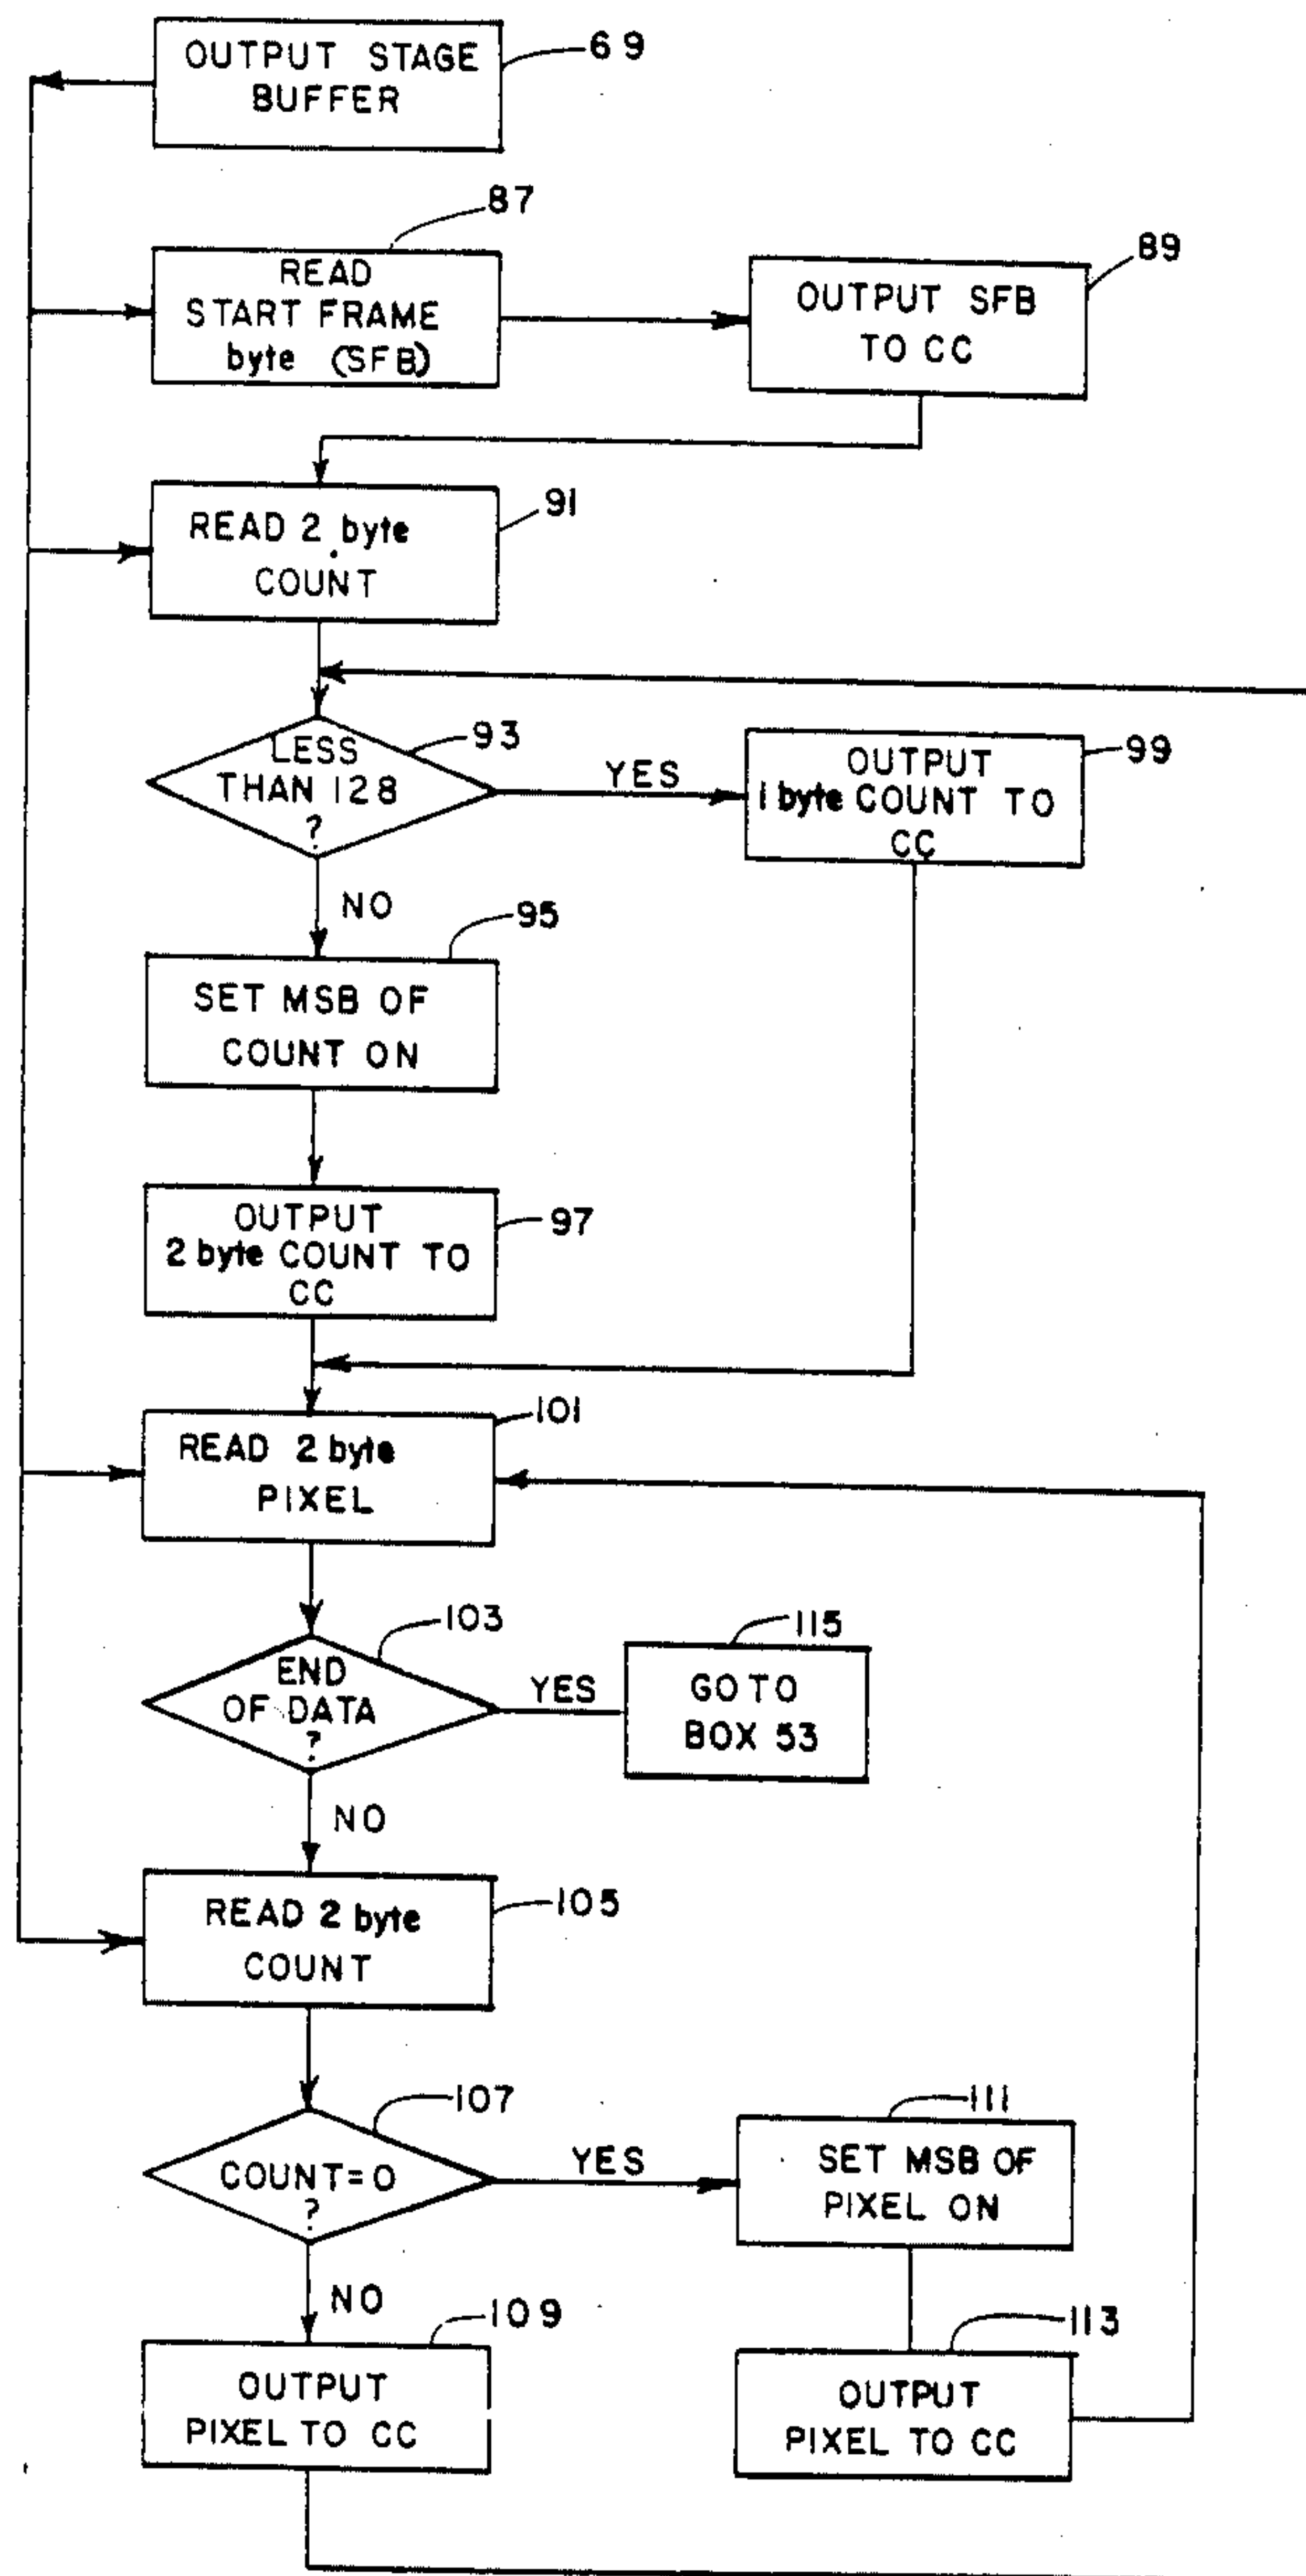 OUTPUT STAGE
BUFFER
69
87
READ
START FRAME
byte (SFB)
89
OUTPUT SFB
TO CC
91
READ 2 byte
COUNT
93
LESS
THAN 128
?
YES
99
OUTPUT
1 byte COUNT TO
CC
NO
95
SET MSB OF
COUNT ON
97
OUTPUT
2 byte COUNT TO
CC
101
READ 2 byte
PIXEL
103
END
OF DATA
?
YES
115
GO TO
BOX 53
NO
105
READ 2 byte
COUNT
107
COUNT=0
?
YES
111
SET MSB OF
PIXEL ON
NO
109
OUTPUT
PIXEL TO CC
113
OUTPUT
PIXEL TO CC